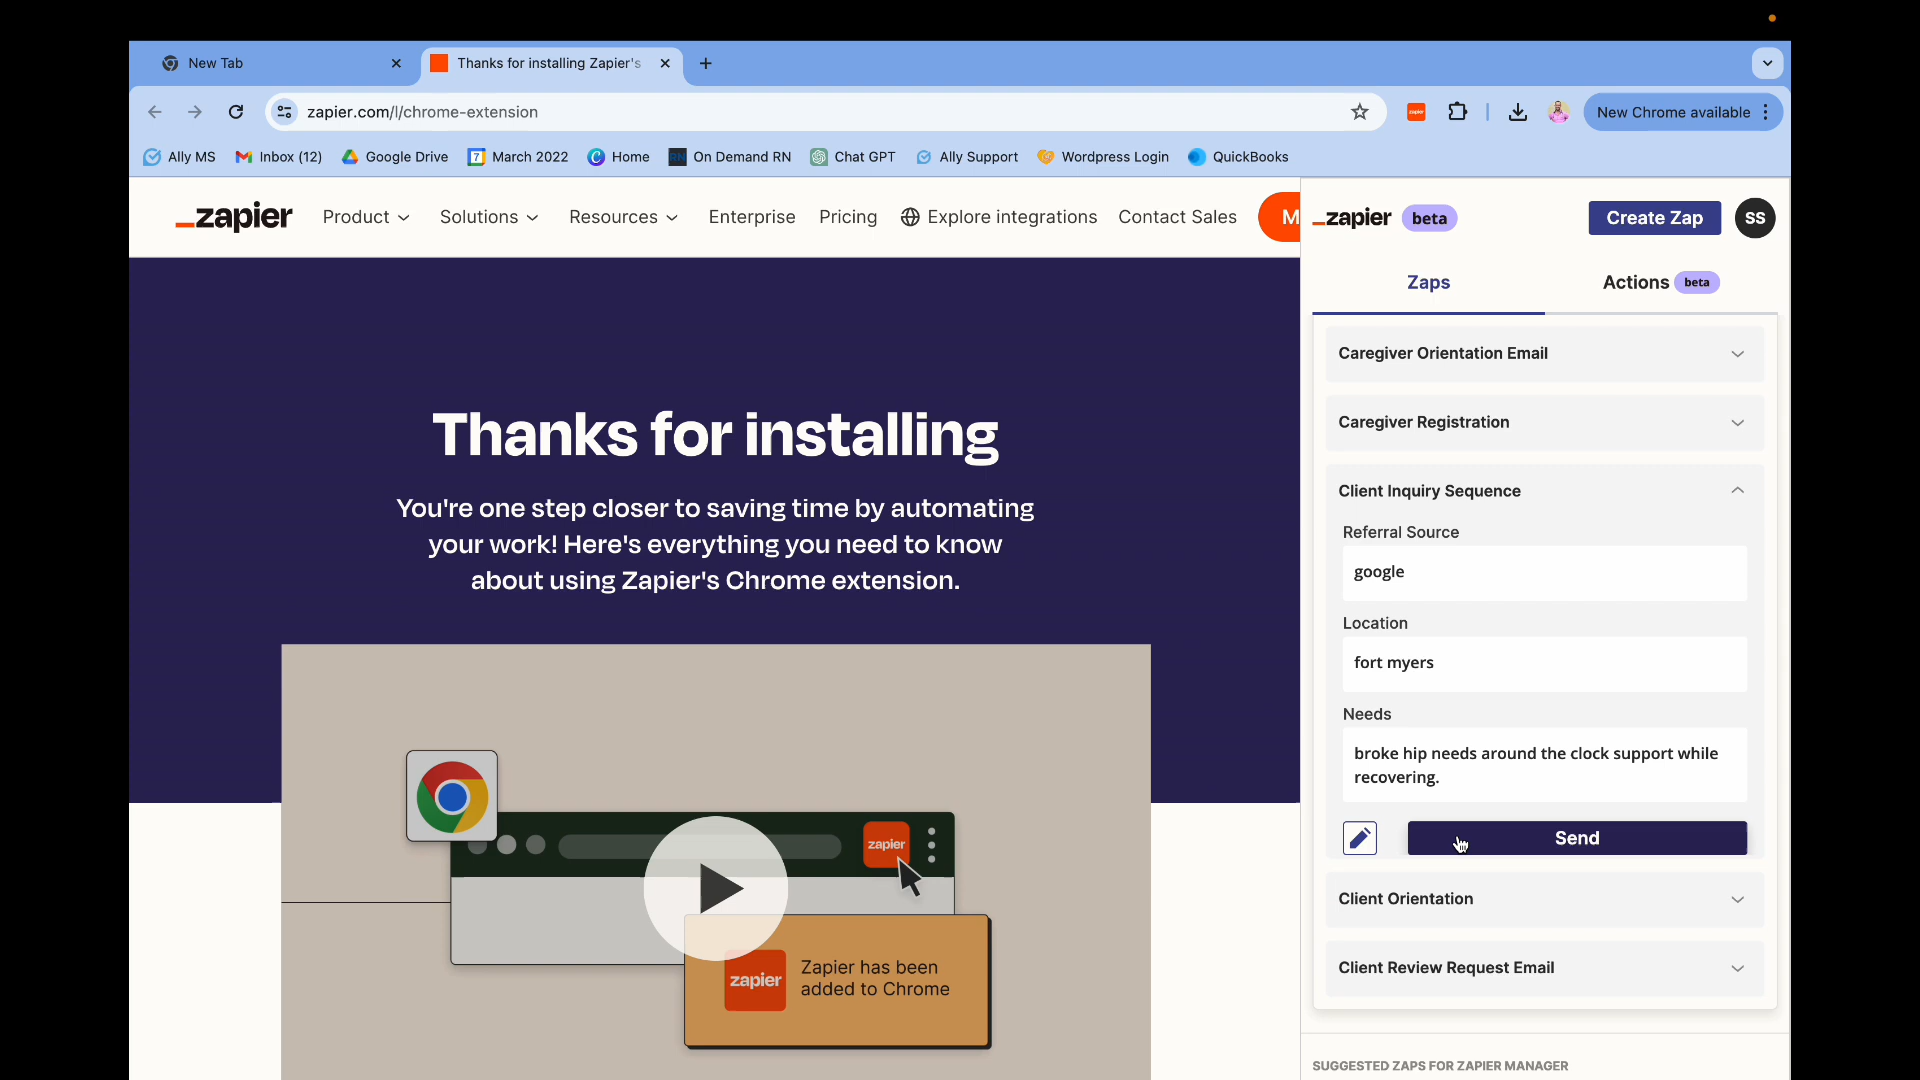 New Tab
Thanks for installing Zapier's
zapier.com/l/chrome-extension
zapier
New Chrome available
Ally MS
Inbox (12)
Google Drive
7
March 2022
Home
RN
On Demand RN
Chat GPT
Ally Support
Wordpress Login
QuickBooks
zapier
Product
Solutions
Resources
Enterprise
Pricing
Explore integrations
Contact Sales
M
zapier
beta
Create Zap
SS
Zaps
Actions beta
Caregiver Orientation Email
Caregiver Registration
Client Inquiry Sequence
Referral Source
google
Location
fort myers
Needs
broke hip needs around the clock support while
recovering.
Send
Client Orientation
Client Review Request Email
SUGGESTED ZAPS FOR ZAPIER MANAGER
Thanks for installing
You're one step closer to saving time by automating
your work! Here's everything you need to know
about using Zapier's Chrome extension.
zapier
zapier
Zapier has been
added to Chrome